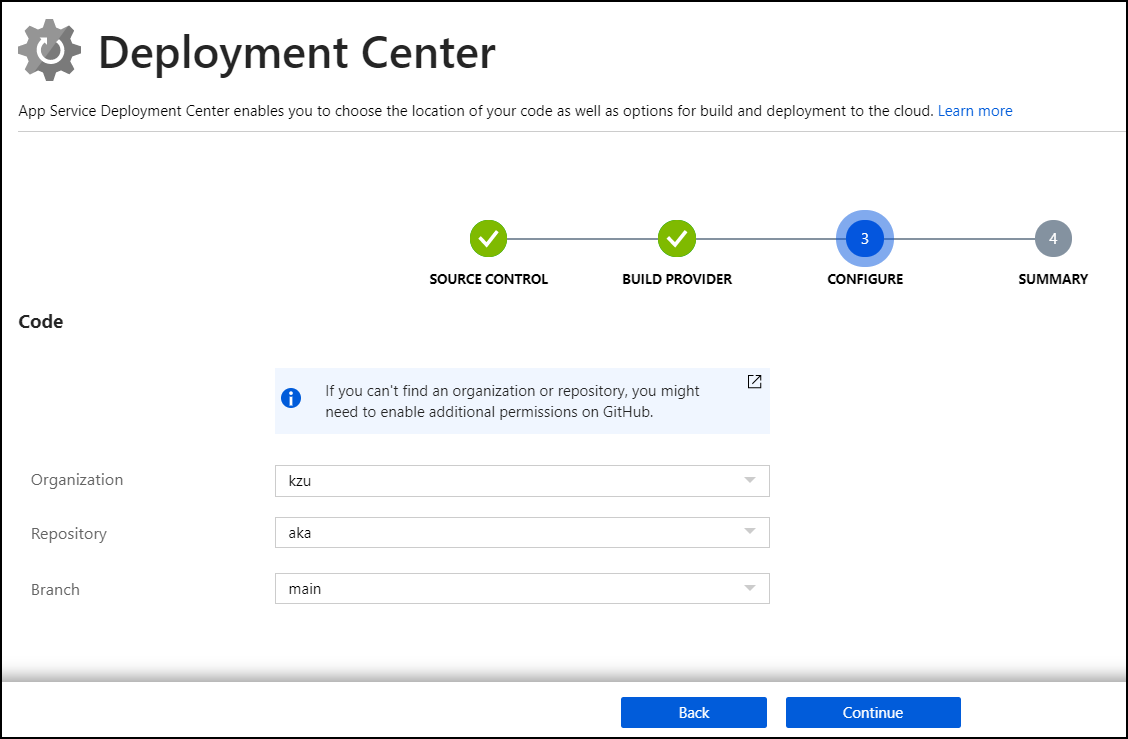 Deployment Center
App Service Deployment Center enables you to choose the location of your code as well as options for build and deployment to the cloud. Learn more
3
4
SOURCE CONTROL
BUILD PROVIDER
CONFIGURE
SUMMARY
Code
If you can't find an organization or repository, you might
need to enable additional permissions on GitHub.
Organization
kzu
Repository
aka
Branch
main
Back
Continue